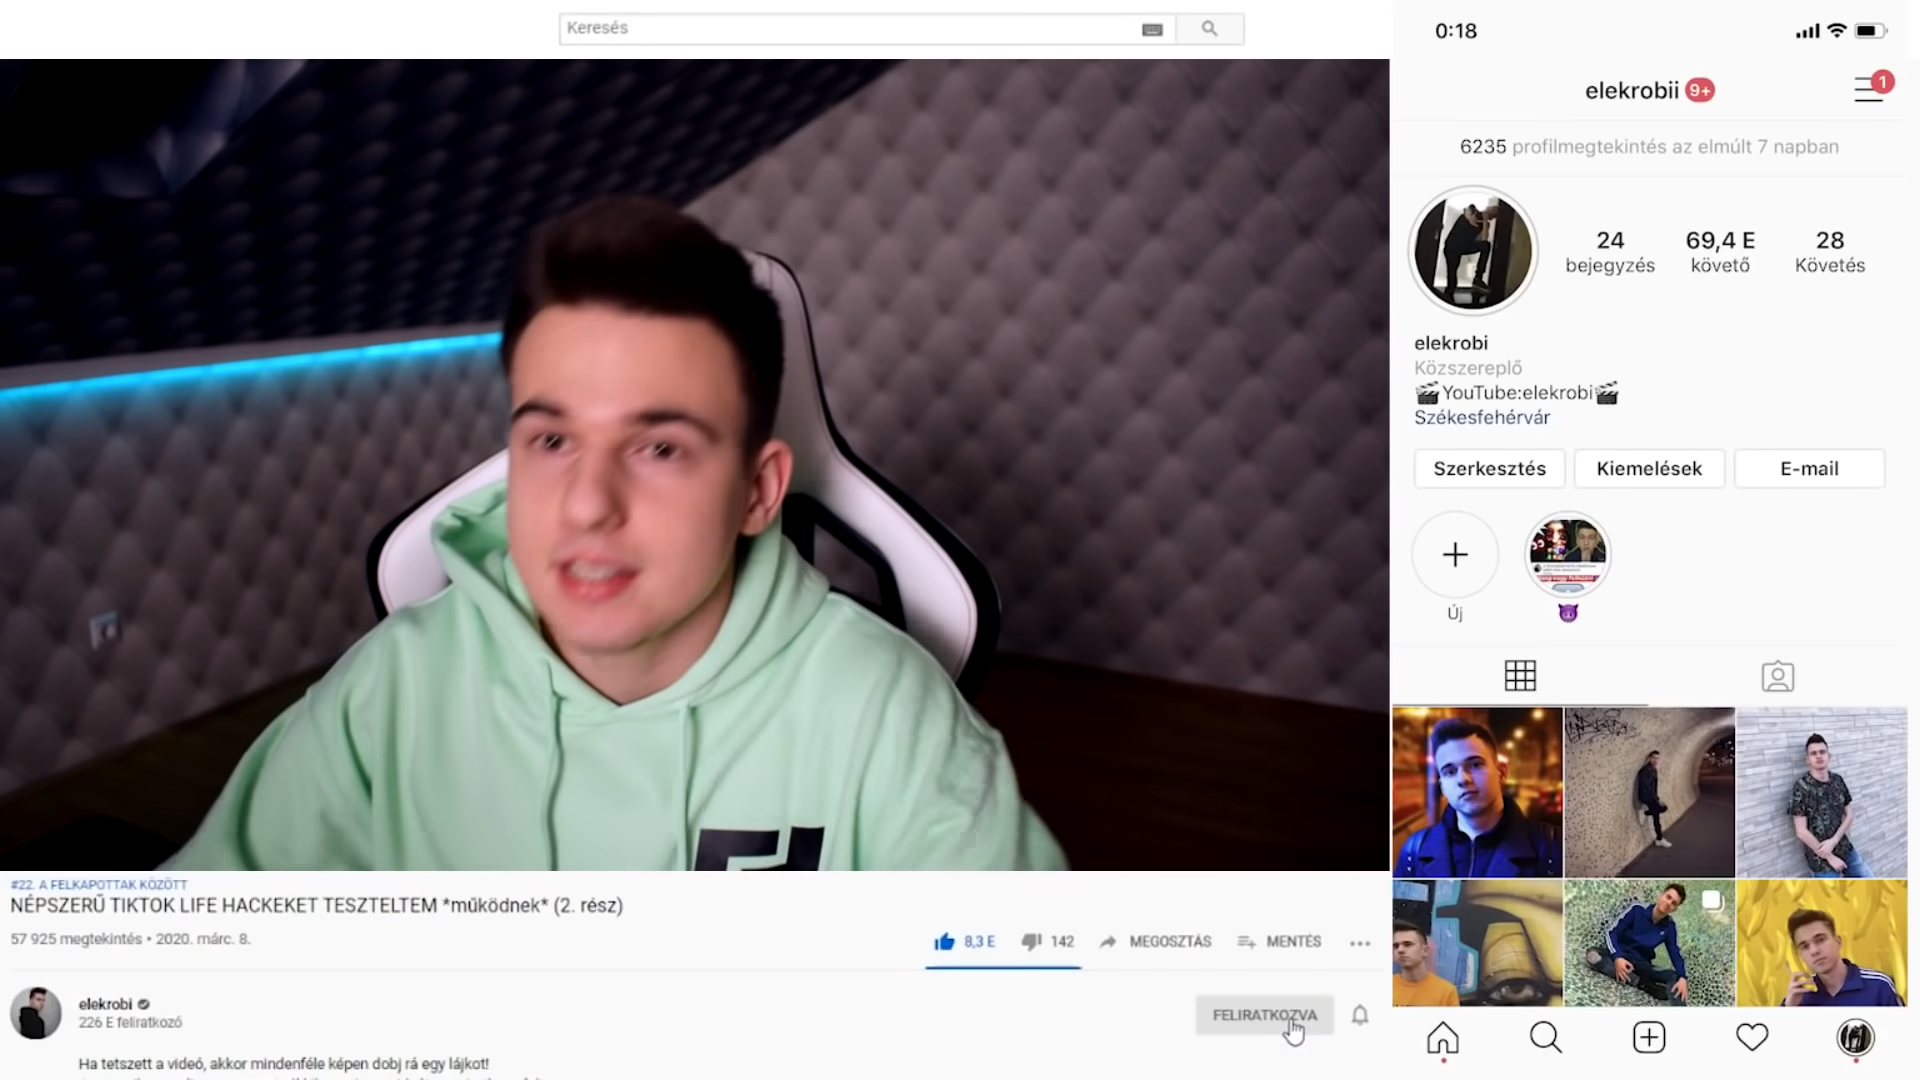 Keresés
#22. A FELKAPOTTAK KÖZÖTT
NÉPSZERŰ TIKTOK LIFE HACKEKET TESZTELTEM *működnek* (2. rész)
57 925 megtekintés • 2020. márc. 8.
8,3 E
142
MEGOSZTÁS
MENTÉS
elekrobi
226 E feliratkozó
FELIRATKOZVA
Ha tetszett a videó, akkor mindenféle képen dobj rá egy lájkot!
0:18
elekrobii 9+
1
6235 profilmegtekintés az elmúlt 7 napban
24 69,4 E 28
bejegyzés követő Követés
elekrobi
Közszereplő
YouTube:elekrobi
Székesfehérvár
Szerkesztés Kiemelések E-mail
Új